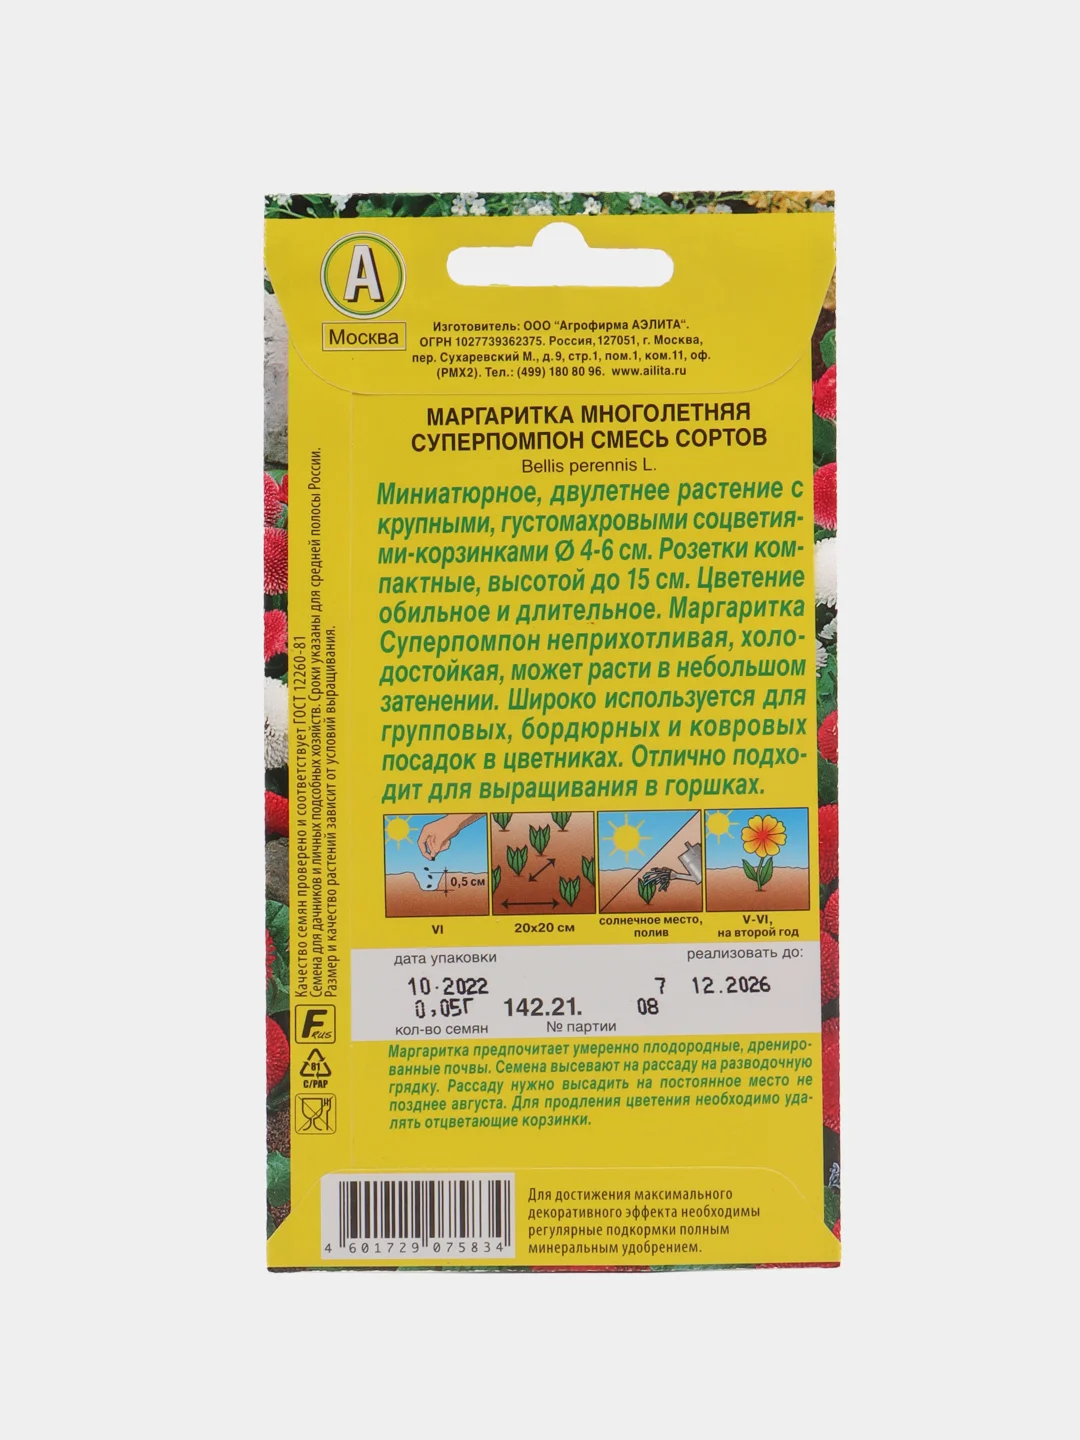 А
Москва
Изготовитель: ООО "Агрофирма АЭЛИТА".
ОГРН 1027739362375. Россия,127051, г. Москва,
пер. Сухаревский М., д.9, стр.1, пом.1, ком.11, оф.
(РМХ2). Тел.: (499) 180 80 96. www.ailita.ru
МАРГАРИТКА МНОГОЛЕТНЯЯ
СУПЕРПОМПОН СМЕСЬ СОРТОВ
Bellis perennis L.
Миниатюрное, двулетнее растение с
крупными, густомахровыми соцветия-
ми-корзинками Ø 4-6 см. Розетки ком-
пактные, высотой до 15 см. Цветение
обильное и длительное. Маргаритка
Суперпомпон неприхотливая, холо-
достойкая, может расти в небольшом
затенении. Широко используется для
групповых, бордюрных и ковровых
посадок в цветниках. Отлично подхо-
дит для выращивания в горшках.
0,5 см
VI
20x20 см
солнечное место,
полив
V-VI,
на второй год
дата упаковки
реализовать до:
10.2022
7
12.2026
0,05Г
142.21.
08
кол-во семян
№ партии
Маргаритка предпочитает умеренно плодородные, дрениро-
ванные почвы. Семена высевают на рассаду на разводочную
грядку. Рассаду нужно высадить на постоянное место не
позднее августа. Для продления цветения необходимо уда-
лять отцветающие корзинки.
Качество семян проверено и соответствует ГОСТ 12260-81
Семена для дачников и личных подсобных хозяйств. Сроки указаны для средней полосы России.
Размер и качество растений зависит от условий выращивания.
F RUS
81
C/PAP
4 601729 075834
Для достижения максимального
декоративного эффекта необходимы
регулярные подкормки полным
минеральным удобрением.